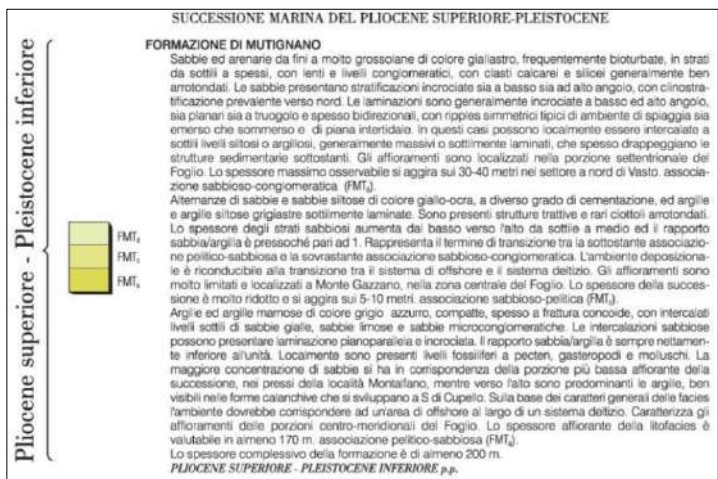 SUCCESSIONE MARINA DEL PLIOCENE SUPERIORE-PLEISTOCENE
Pliocene superiore - Pleistocene inferiore
FORMAZIONE DI MUTIGNANO
Sabbie ed arenarie da fini a molto grossolane di colore giallastro, frequentemente bioturbate, in strati
da sottili a spessi, con lenti e livelli conglomeratici, con clasti calcarei e silicei generalmente ben
arrotondati. Le sabbie presentano stratificazioni incrociate sia a basso sia ad alto angolo, con clinostra-
tificazione prevalente verso nord. Le laminazioni sono generalmente incrociate a basso ed alto angolo,
sia planari sia a truogolo e spesso bidirezionali, con ripples simmetrici tipici di ambiente di spiaggia sia
emerso che sommerso e di piana intertidale. In questi casi possono localmente essere intercalate a
sottili livelli siltosi o argillosi, generalmente massivi o sottilmente laminati, che spesso drappeggiano le
strutture sedimentarie sottostanti. Gli affioramenti sono localizzati nella porzione settentrionale del
Foglio. Lo spessore massimo osservabile si aggira sui 30-40 metri nel settore a nord di Vasto. associa-
zione sabbioso-conglomeratica (FMT
Alternanze di sabbie e sabbie siltose di colore giallo-ocra, a diverso grado di cementazione, ed argille
e argille siltose grigiastre sottilmente laminate. Sono presenti strutture trattive e rari ciottoli arrotondati.
Lo spessore degli strati sabbiosi aumenta dal basso verso l'alto da sottile a medio ed il rapporto
sabbia/argilla è pressoché pari ad 1. Rappresenta il termine di transizione tra la sottostante associazio-
ne pelitico-sabbiosa e la sovrastante associazione sabbioso-conglomeratica. L'ambiente deposiziona-
le è riconducibile alla transizione tra il sistema di offshore e il sistema deltizio. Gli affioramenti sono
molto limitati e localizzati a Monte Gazzano, nella zona centrale del Foglio. Lo spessore della succes-
sione è molto ridotto e si aggira sui 5-10 metri. associazione sabbioso-pelitica (FMT
Argille ed argille marnose di colore grigio azzurro, compatte, spesso a frattura concoide, con intercalati
livelli sottili di sabbie gialle, sabbie limose e sabbie microconglomeratiche. Le intercalazioni sabbiose
possono presentare laminazione pianoparallela e incrociata. Il rapporto sabbia/argilla è sempre nettamen-
te inferiore all'unità. Localmente sono presenti livelli fossiliferi a pecten, gasteropodi e molluschi. La
maggiore concentrazione di sabbie si ha in corrispondenza della porzione più bassa affiorante della
successione, nei pressi della località Montalfano, mentre verso l'alto sono predominanti le argille, ben
visibili nelle forme calanchive che si sviluppano a S di Cupello. Sulla base dei caratteri generali delle facies
l'ambiente dovrebbe corrispondere ad un'area di offshore al largo di un sistema deltizio. Caratterizza gli
affioramenti delle porzioni centro-meridionali del Foglio. Lo spessore affiorante della litofacies è
valutabile in almeno 170 m. associazione pelitico-sabbiosa (FMT
Lo spessore complessivo della formazione è di almeno 200 m.
PLIOCENE SUPERIORE - PLEISTOCENE INFERIORE p.p.
FMT
FMT
FMT